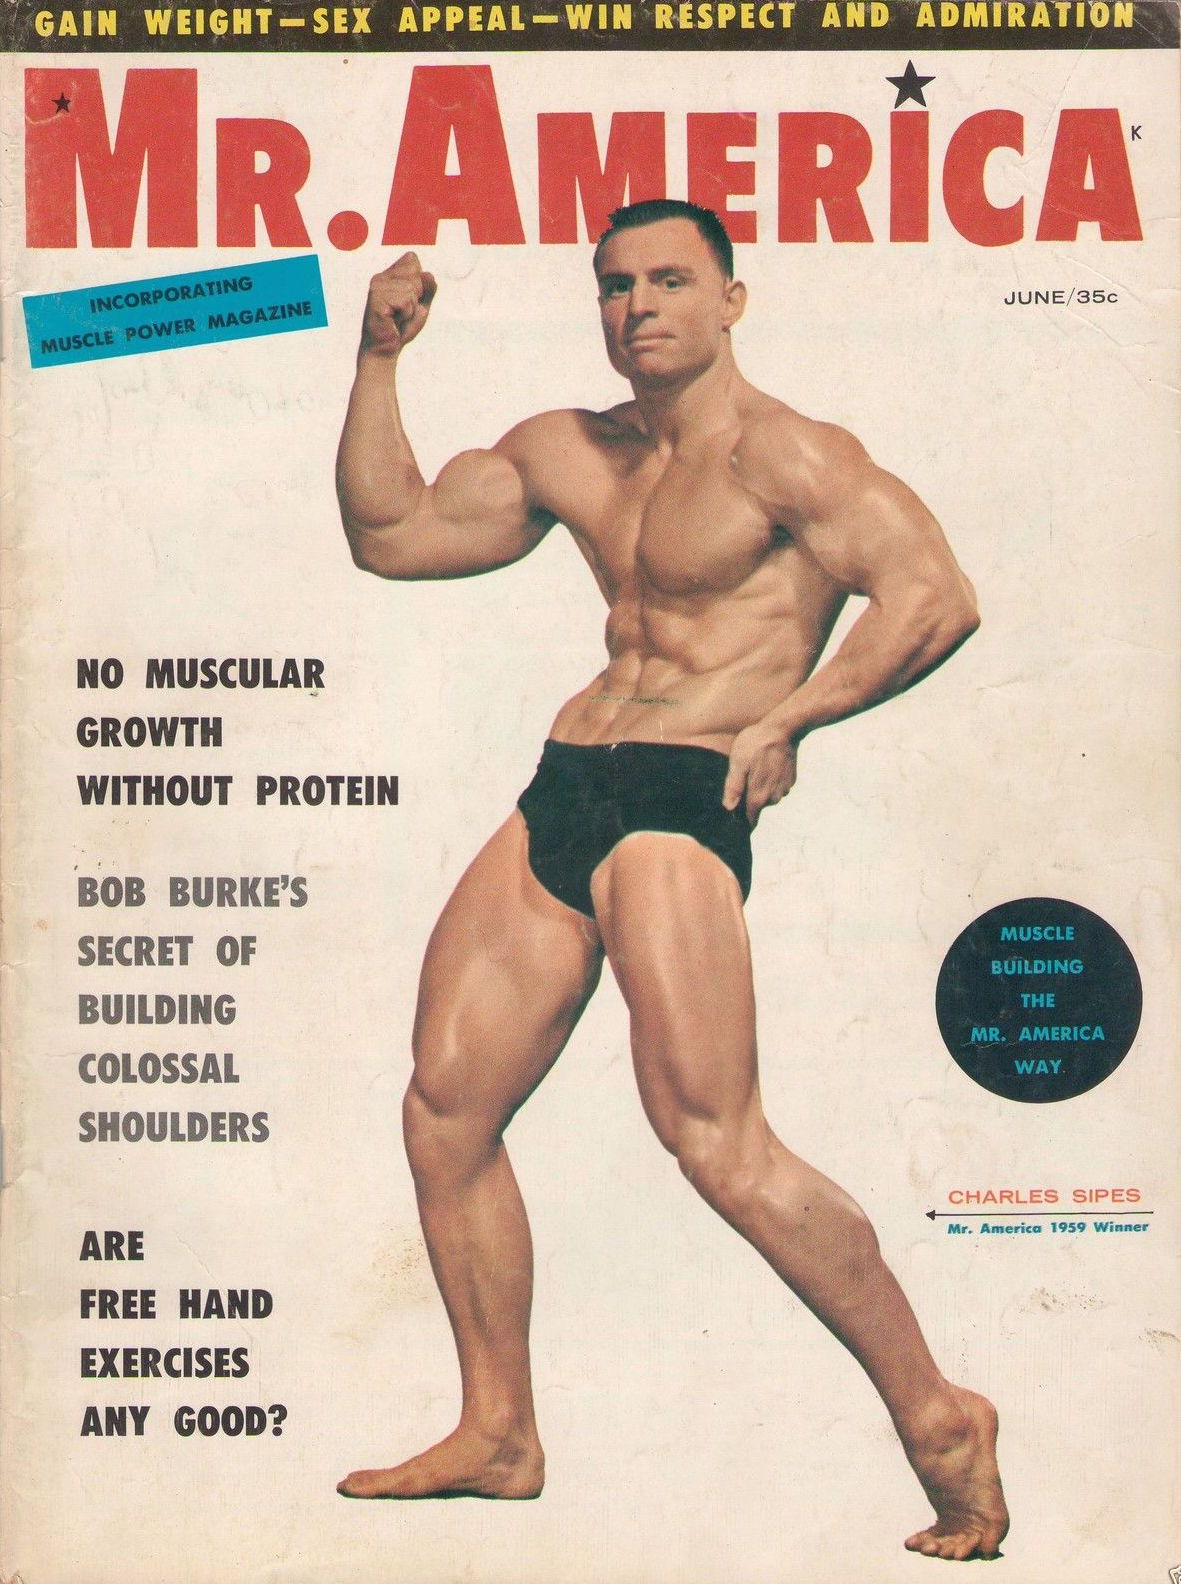 GAIN WEIGHT—SEX APPEAL—WIN RESPECT AND ADMIRATION
MR. AMERICA
K
INCORPORATING
MUSCLE POWER MAGAZINE
JUNE/35c
NO MUSCULAR
GROWTH
WITHOUT PROTEIN
BOB BURKE'S
SECRET OF
BUILDING
COLOSSAL
SHOULDERS
MUSCLE
BUILDING
THE
MR. AMERICA
WAY
CHARLES SIPES
Mr. America 1959 Winner
ARE
FREE HAND
EXERCISES
ANY GOOD?